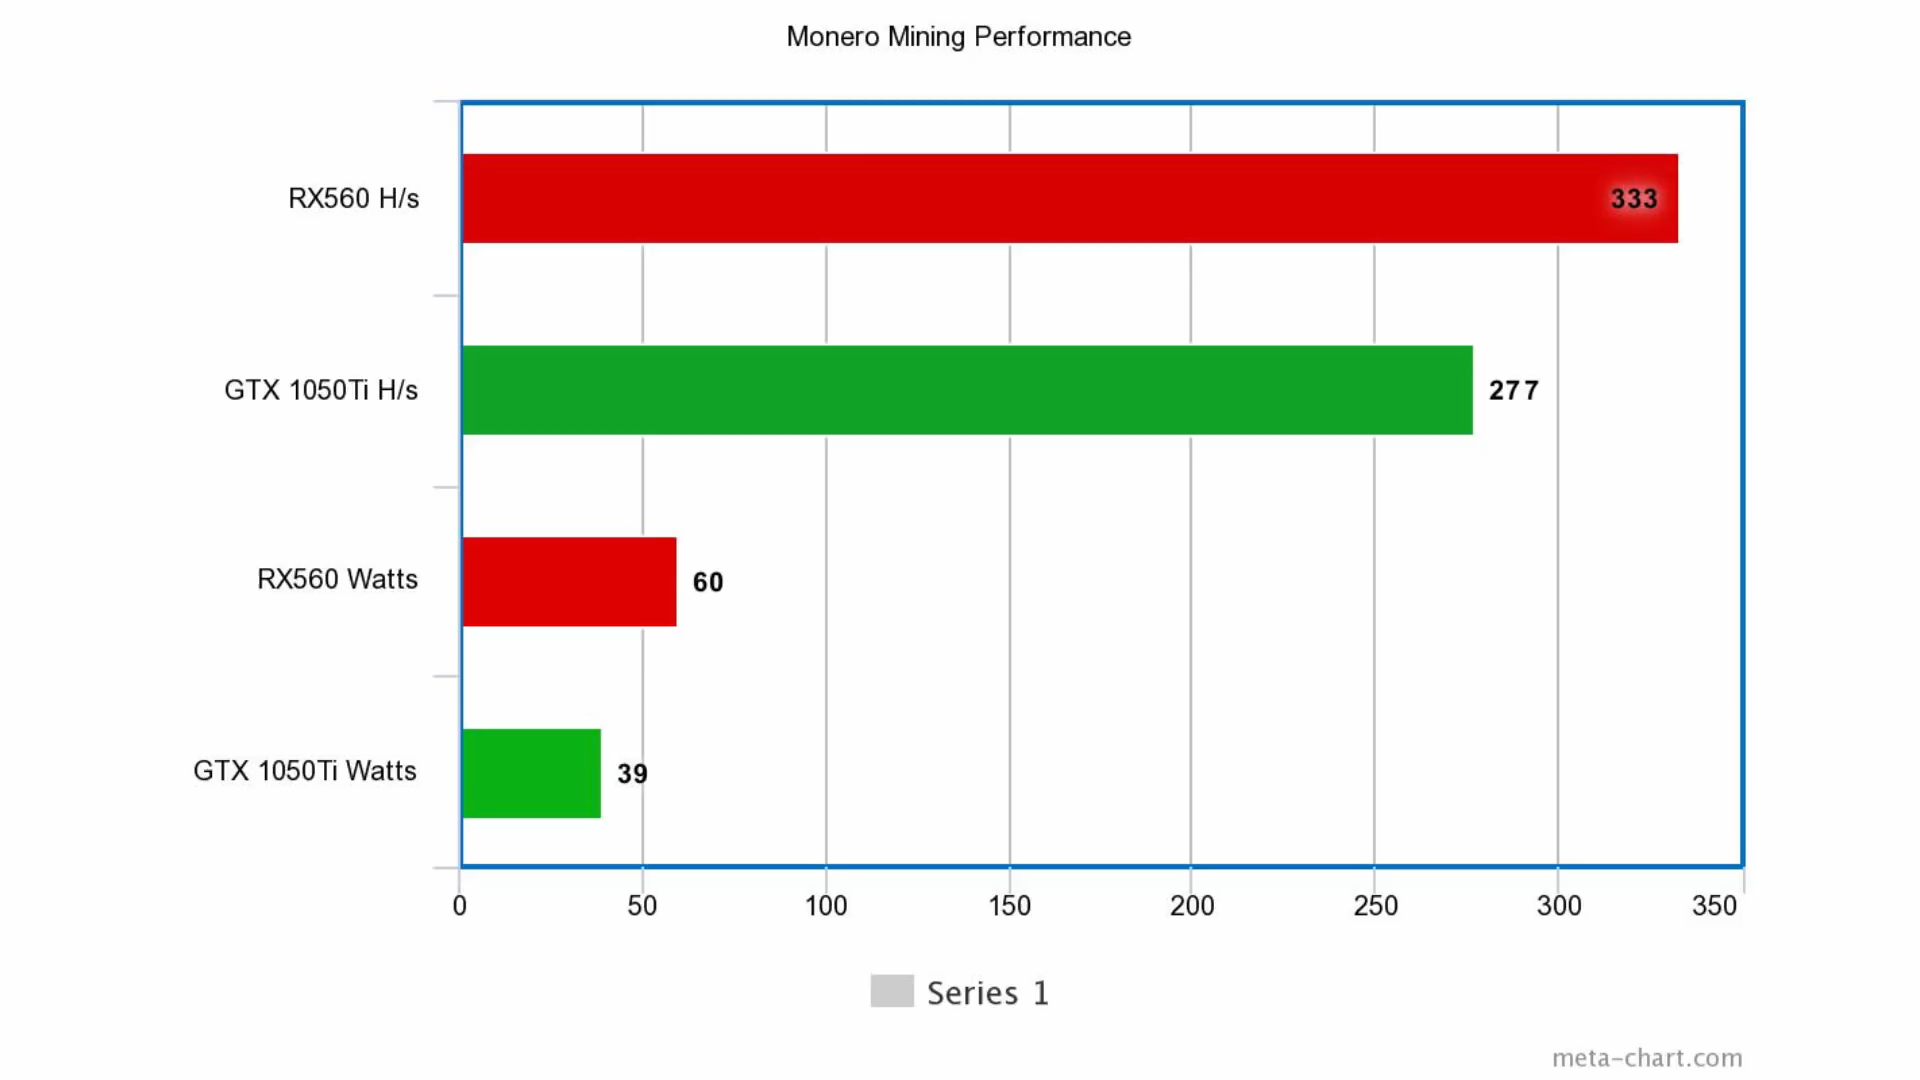 Monero Mining Performance
RX560 H/s
333
GTX 1050Ti H/s
277
RX560 Watts
60
GTX 1050Ti Watts
39
0 50 100 150 200 250 300 350
Series 1
meta-chart.com